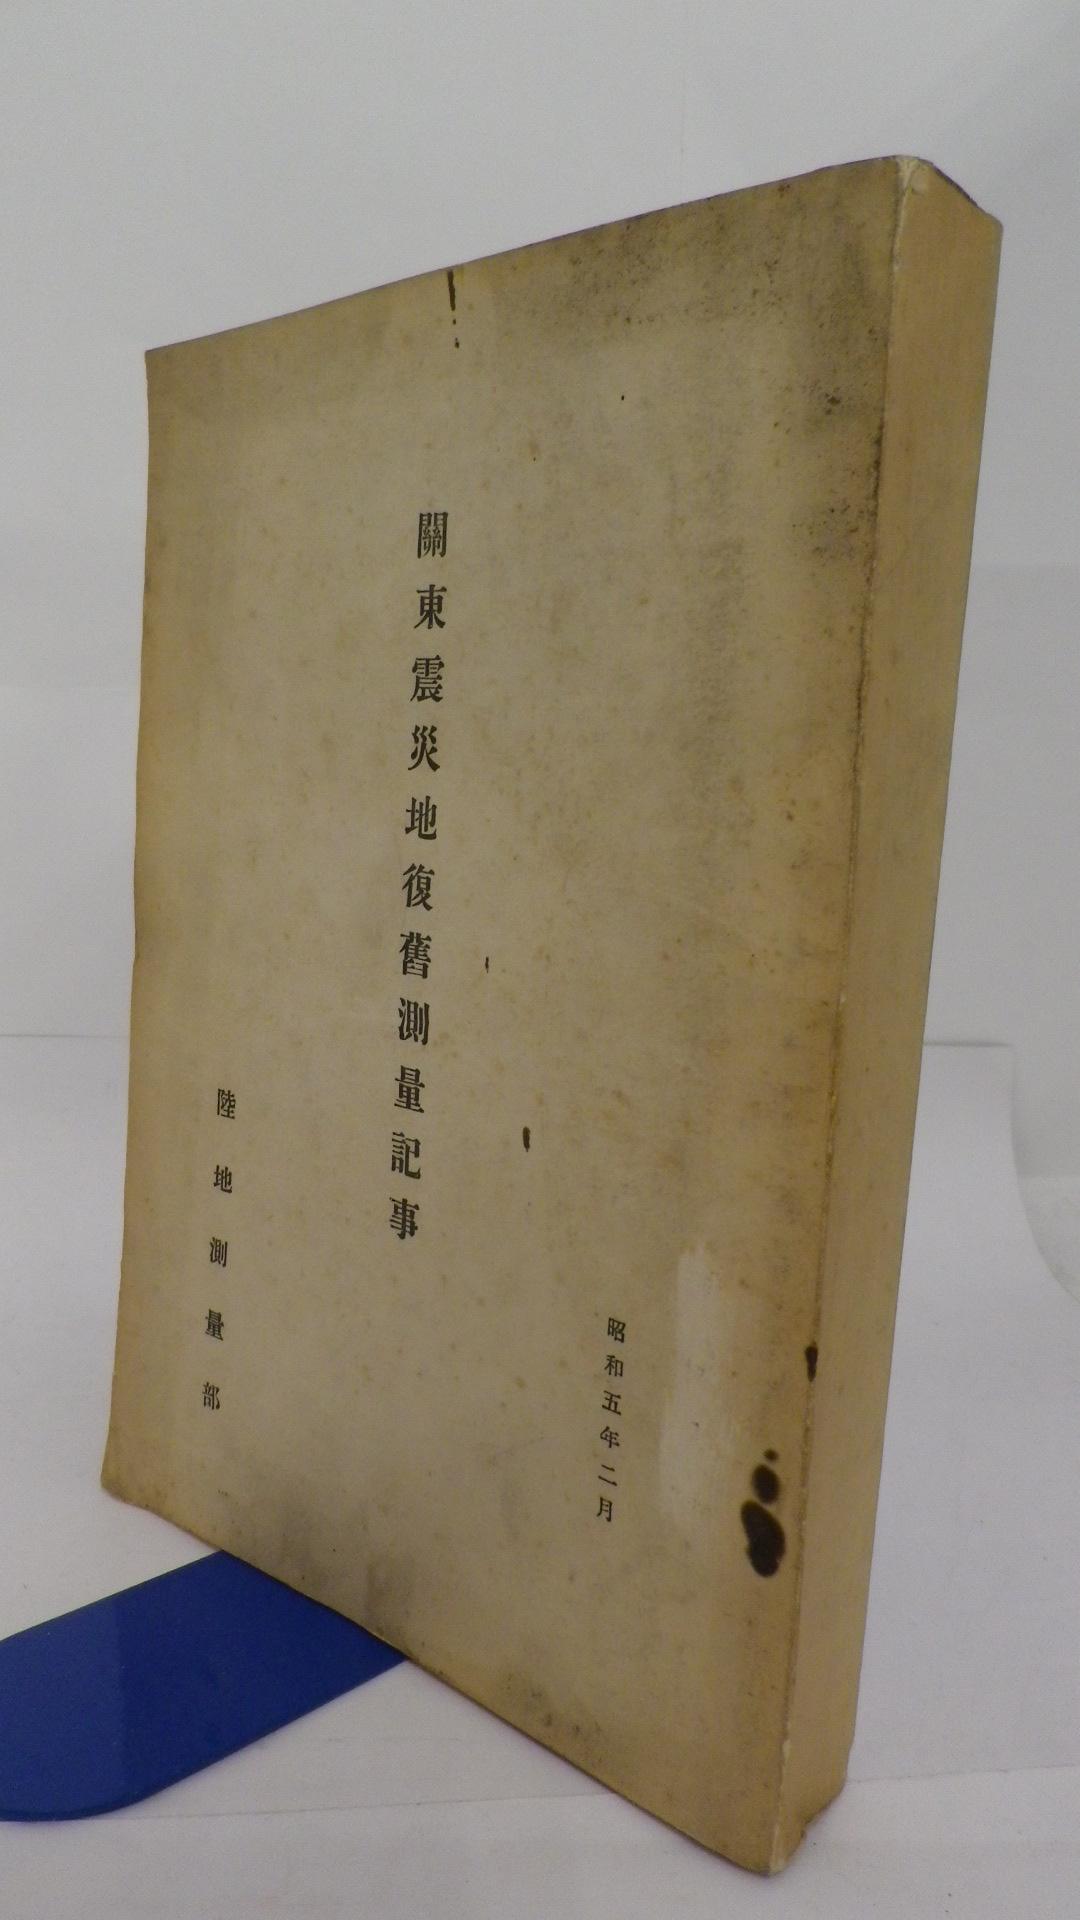 昭和五年二月
關東震災地復舊測量記事
陸地測量部